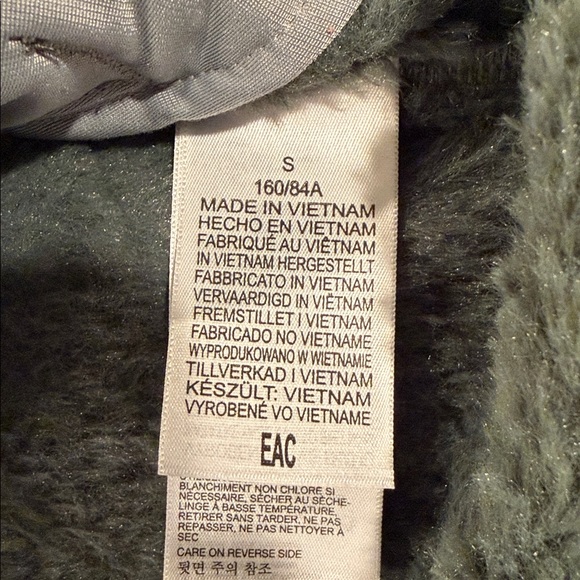 S
160/84A
MADE IN VIETNAM
HECHO EN VIETNAM
FABRIQUÉ AU VIÊTNAM
IN VIETNAM HERGESTELLT
FABBRICATO IN VIETNAM
VERVAARDIGD IN VIËTNAM
FREMSTILLET I VIETNAM
FABRICADO NO VIETNAME
WYPRODUKOWANO W WIETNAMIE
TILLVERKAD I VIETNAM
KÉSZÜLT: VIETNAM
VYROBENÉ VO VIETNAME
EAC
BLANCHIMENT NON CHLORE SI
NÉCESSAIRE, SÉCHER AU SÈCHE-
LINGE À BASSE TEMPÉRATURE,
RETIRER SANS TARDER, NE PAS
REPASSER, NE PAS NETTOYER À
SEC
CARE ON REVERSE SIDE
뒷면 주의 참조